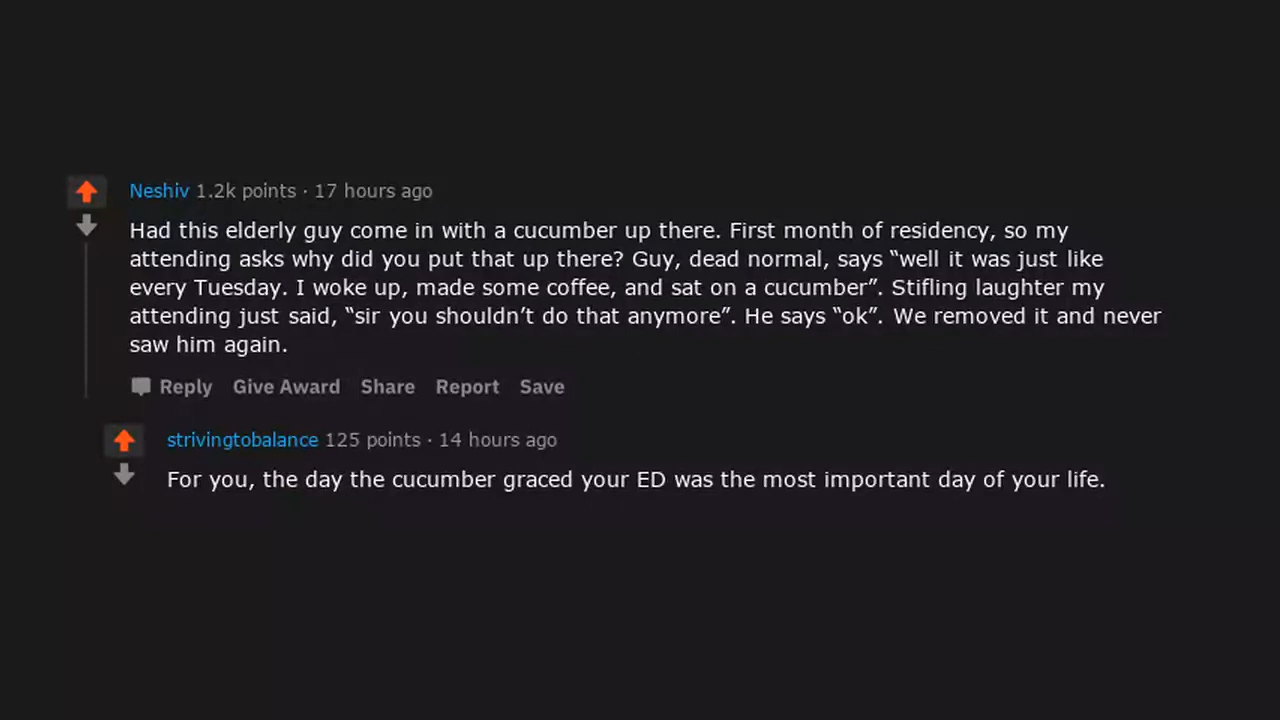 Neshiv 1.2k points · 17 hours ago
Had this elderly guy come in with a cucumber up there. First month of residency, so my
attending asks why did you put that up there? Guy, dead normal, says “well it was just like
every Tuesday. I woke up, made some coffee, and sat on a cucumber”. Stifling laughter my
attending just said, “sir you shouldn’t do that anymore”. He says “ok”. We removed it and never
saw him again.
Reply Give Award Share Report Save
strivingtobalance 125 points · 14 hours ago
For you, the day the cucumber graced your ED was the most important day of your life.